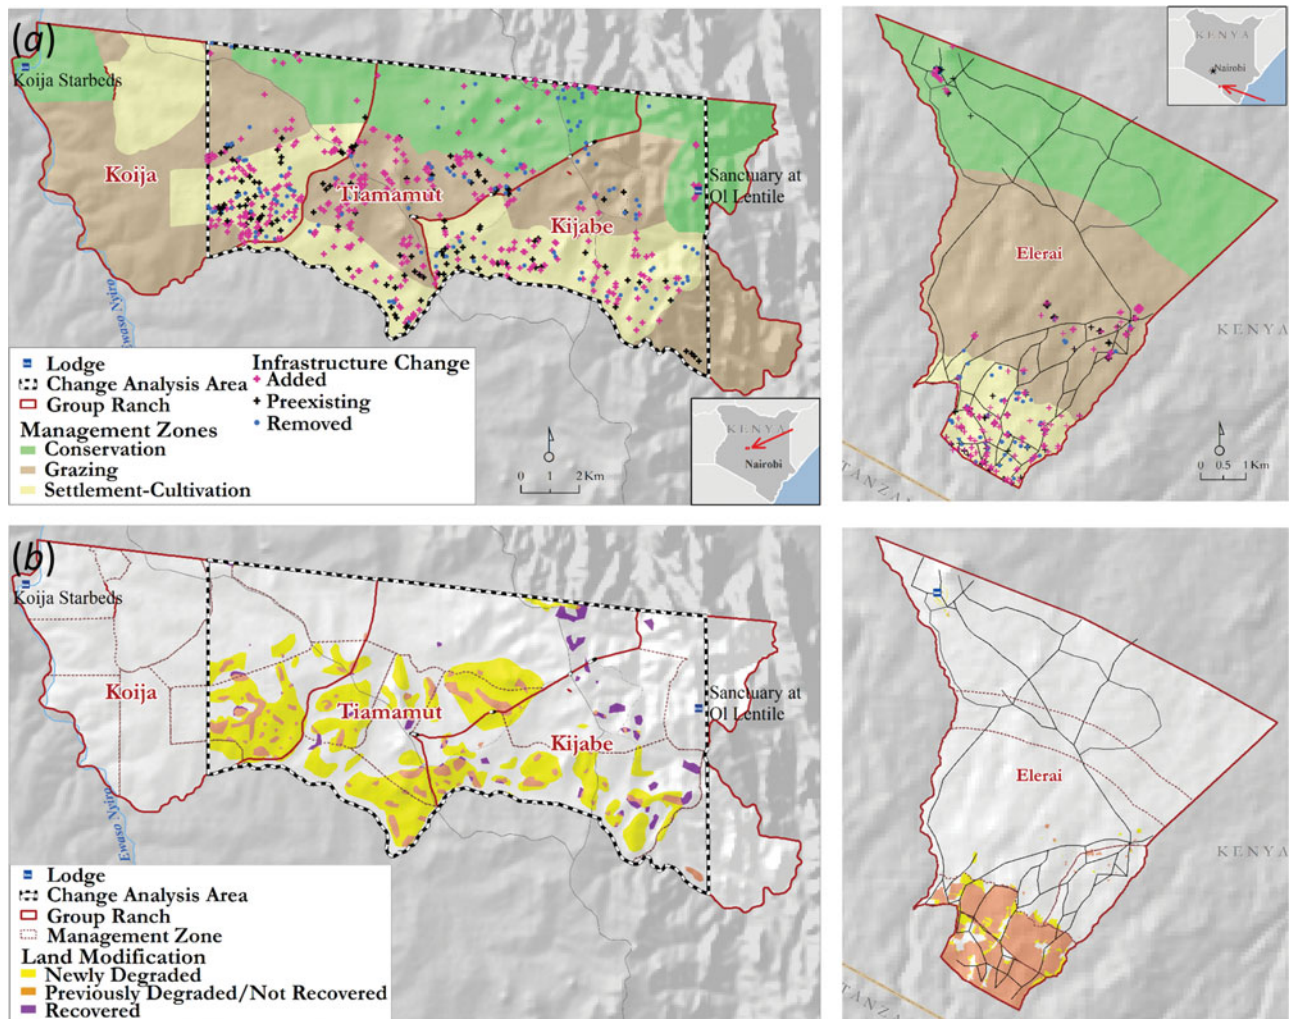 (a)
Koija Starbeds
Koija
Tiamamut
Kijabe
Sanctuary at
Ol Lentile
Ewaso Nyiro
Lodge
Change Analysis Area
Group Ranch
Management Zones
Conservation
Grazing
Settlement-Cultivation
Infrastructure Change
Added
Preexisting
Removed
0 1 2 Km
KENYA
Nairobi
KENYA
Nairobi
Elerai
KENYA
TANZAN
0 0.5 1 Km
(b)
Koija Starbeds
Koija
Tiamamut
Kijabe
Sanctuary at
Ol Lentile
Ewaso Nyiro
Lodge
Change Analysis Area
Group Ranch
Management Zone
Land Modification
Newly Degraded
Previously Degraded/Not Recovered
Recovered
Elerai
KENYA
TANZAN